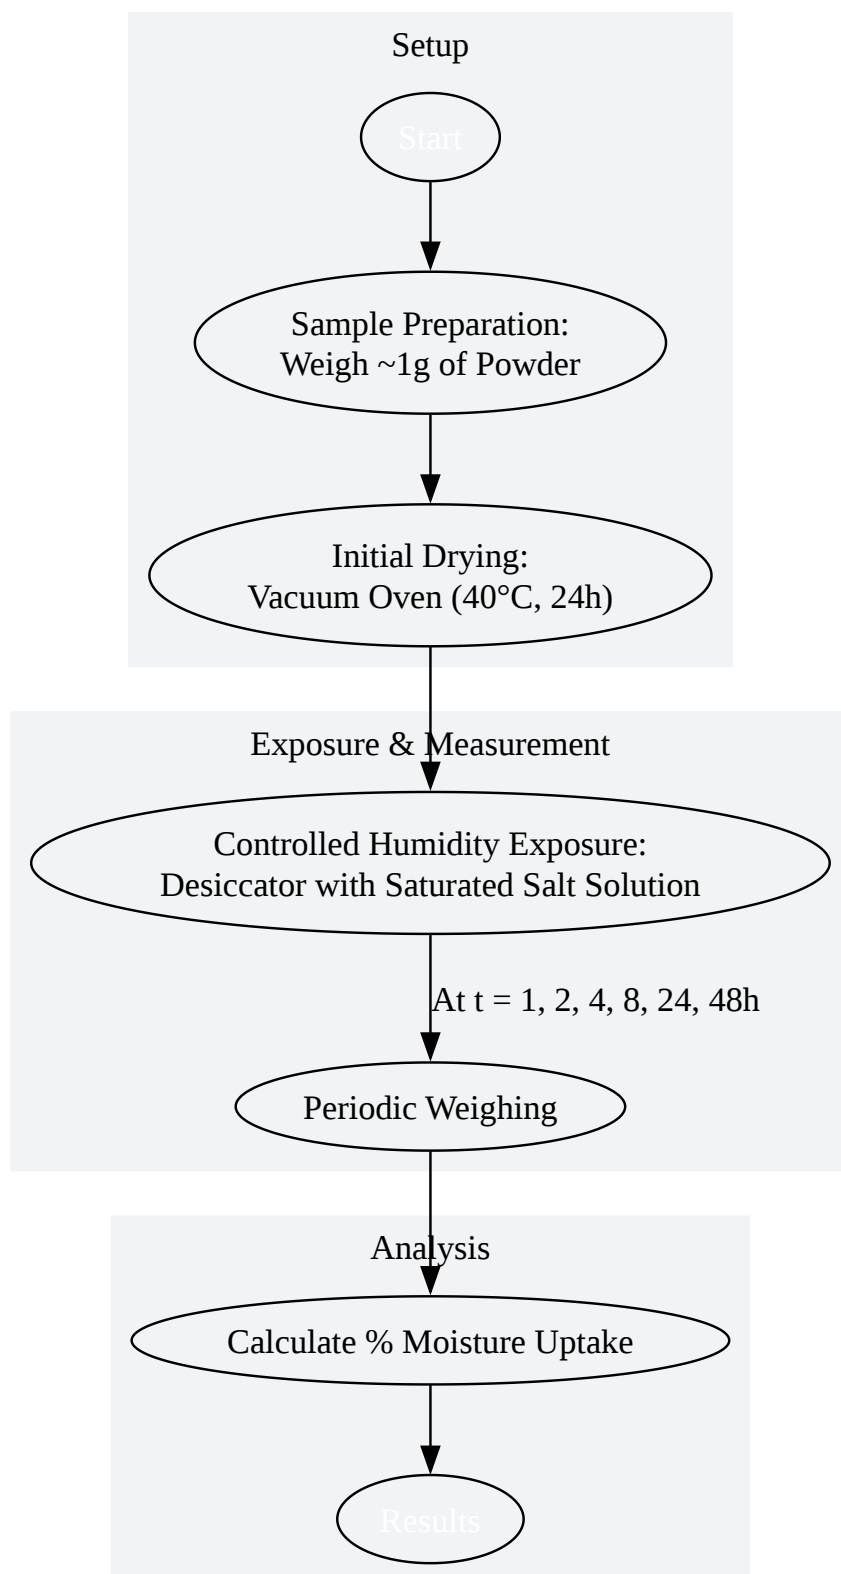 Setup
Start
Sample Preparation:
Weigh ~1g of Powder
Initial Drying:
Vacuum Oven (40°C, 24h)
Exposure & Measurement
Controlled Humidity Exposure:
Desiccator with Saturated Salt Solution
At t = 1, 2, 4, 8, 24, 48h
Periodic Weighing
Analysis
Calculate % Moisture Uptake
Results